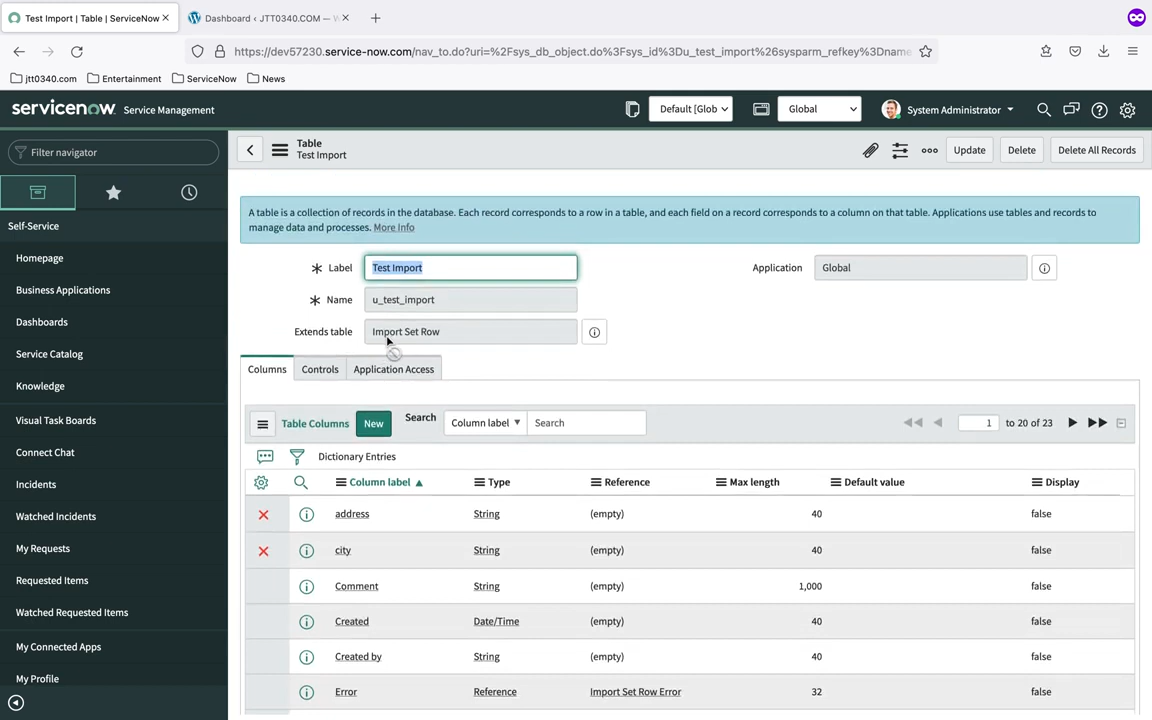 Test Import | Table | ServiceNow
Dashboard ‹ JTT0340.COM —
https://dev57230.service-now.com/nav_to.do?uri=%2Fsys_db_object.do%3Fsys_id%3Du_test_import%26sysparm_refkey%3Dname
jtt0340.com Entertainment ServiceNow News
servicenow Service Management
Default [Glob
Global
System Administrator
Filter navigator
Table
Test Import
Update
Delete
Delete All Records
Self-Service
Homepage
Business Applications
Dashboards
Service Catalog
Knowledge
Visual Task Boards
Connect Chat
Incidents
Watched Incidents
My Requests
Requested Items
Watched Requested Items
My Connected Apps
My Profile
A table is a collection of records in the database. Each record corresponds to a row in a table, and each field on a record corresponds to a column on that table. Applications use tables and records to
manage data and processes. More Info
Label Test Import
Application Global
Name u_test_import
Extends table Import Set Row
Columns Controls Application Access
Table Columns New Search Column label Search 1 to 20 of 23
Dictionary Entries
Column label Type Reference Max length Default value Display
address String (empty) 40 false
city String (empty) 40 false
Comment String (empty) 1,000 false
Created Date/Time (empty) 40 false
Created by String (empty) 40 false
Error Reference Import Set Row Error 32 false